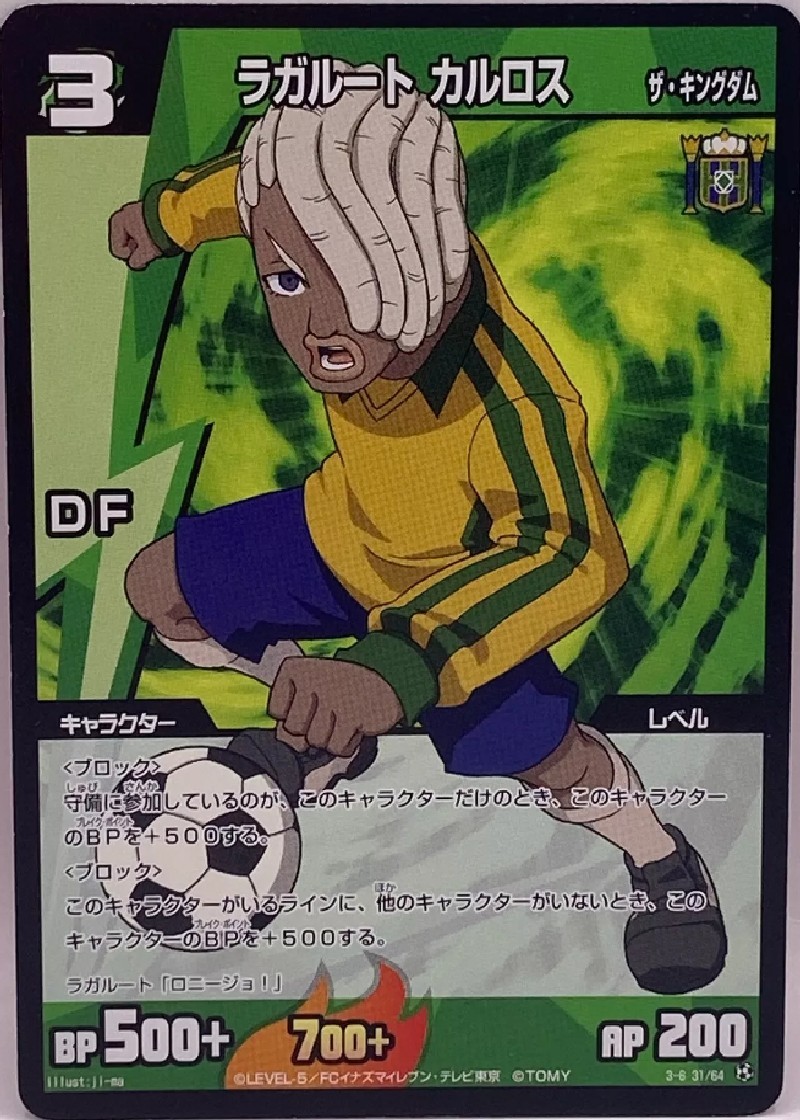 3
ラガルート カルロス
ザ・キングダム
DF
キャラクター
レベル
<ブロック>
守備に参加しているのが、このキャラクターだけのとき、このキャラクター
のBPを+500する。
<ブロック>
このキャラクターがいるラインに、他のキャラクターがいないとき、この
キャラクターのBPを+500する。
ラガルート「ロニージョ!」
BP 500+
700+
AP 200
illust:ji-ma
©LEVEL-5/FCイナズマイレブン・テレビ東京 ©TOMY
3-6 31/64